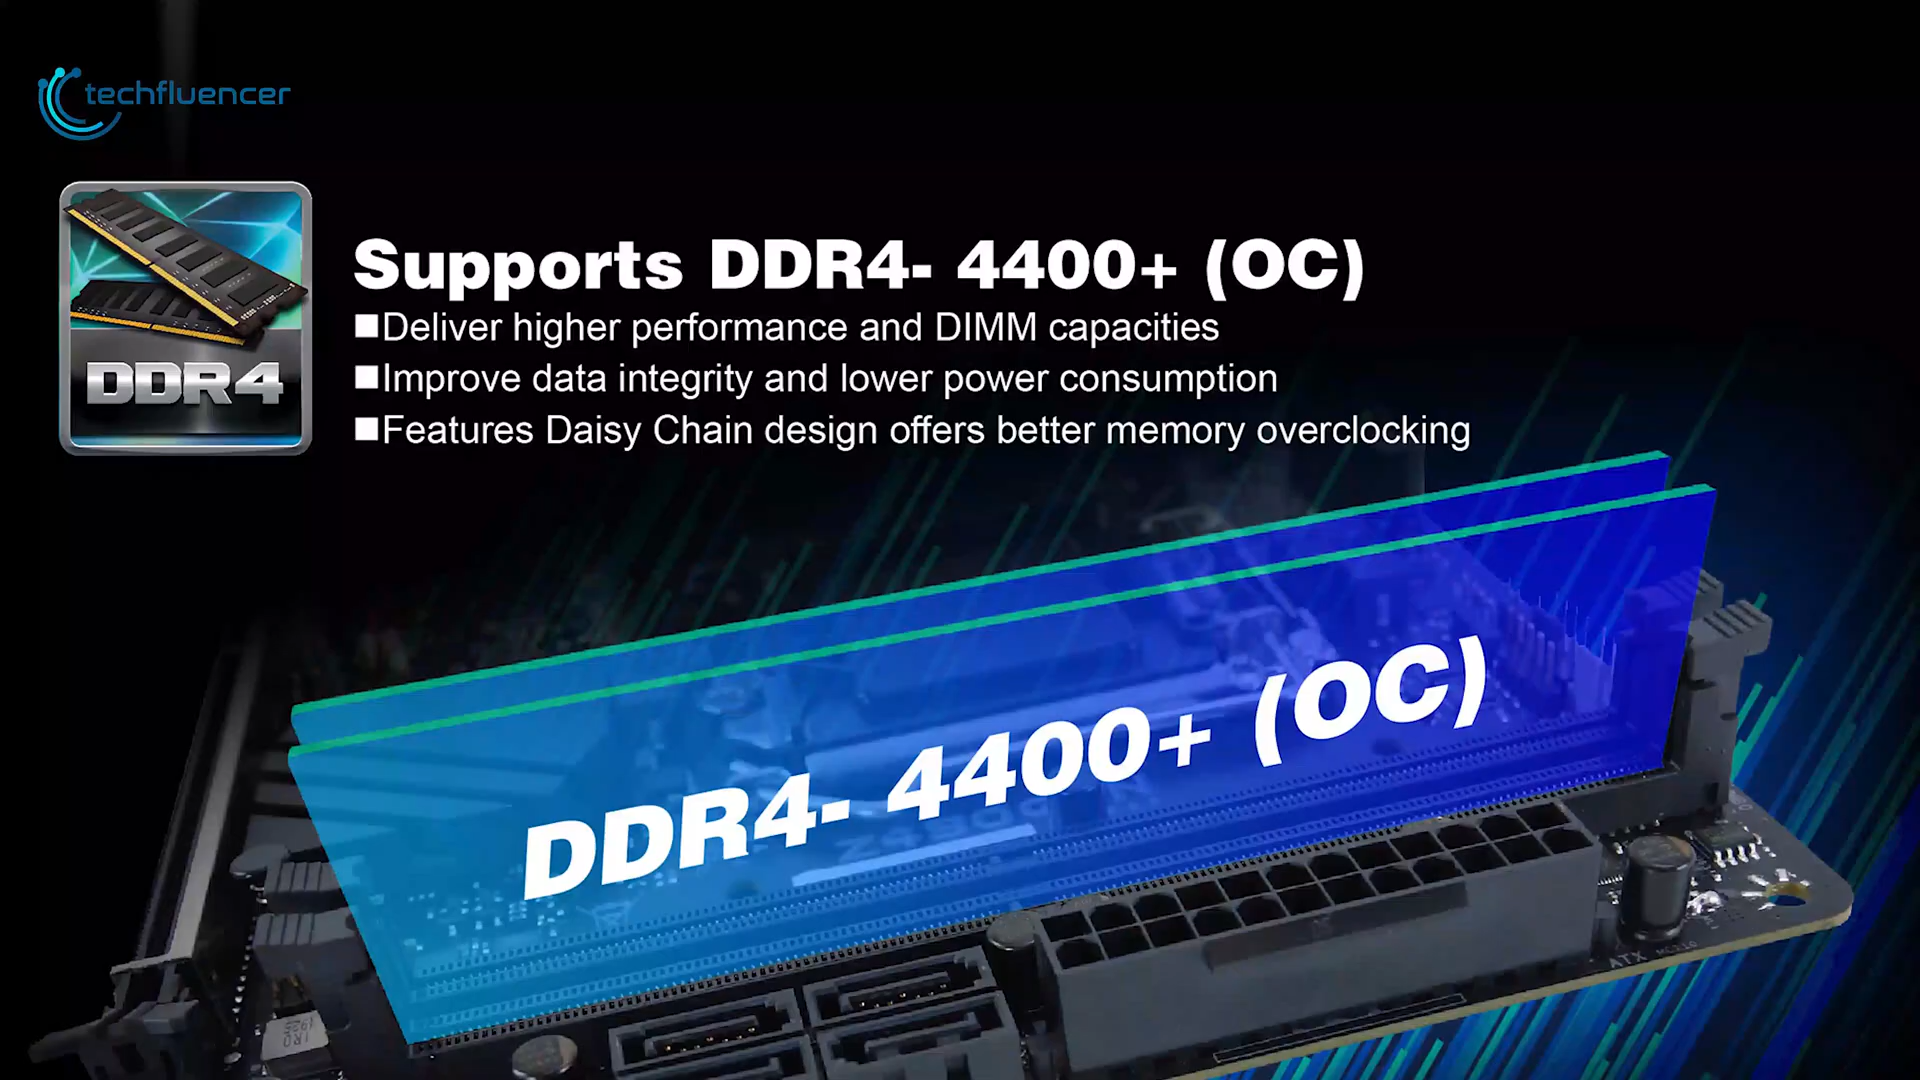 techfluencer
Supports DDR4- 4400+ (OC)
Deliver higher performance and DIMM capacities
Improve data integrity and lower power consumption
Features Daisy Chain design offers better memory overclocking
DDR4
DDR4- 4400+ (OC)
ATX